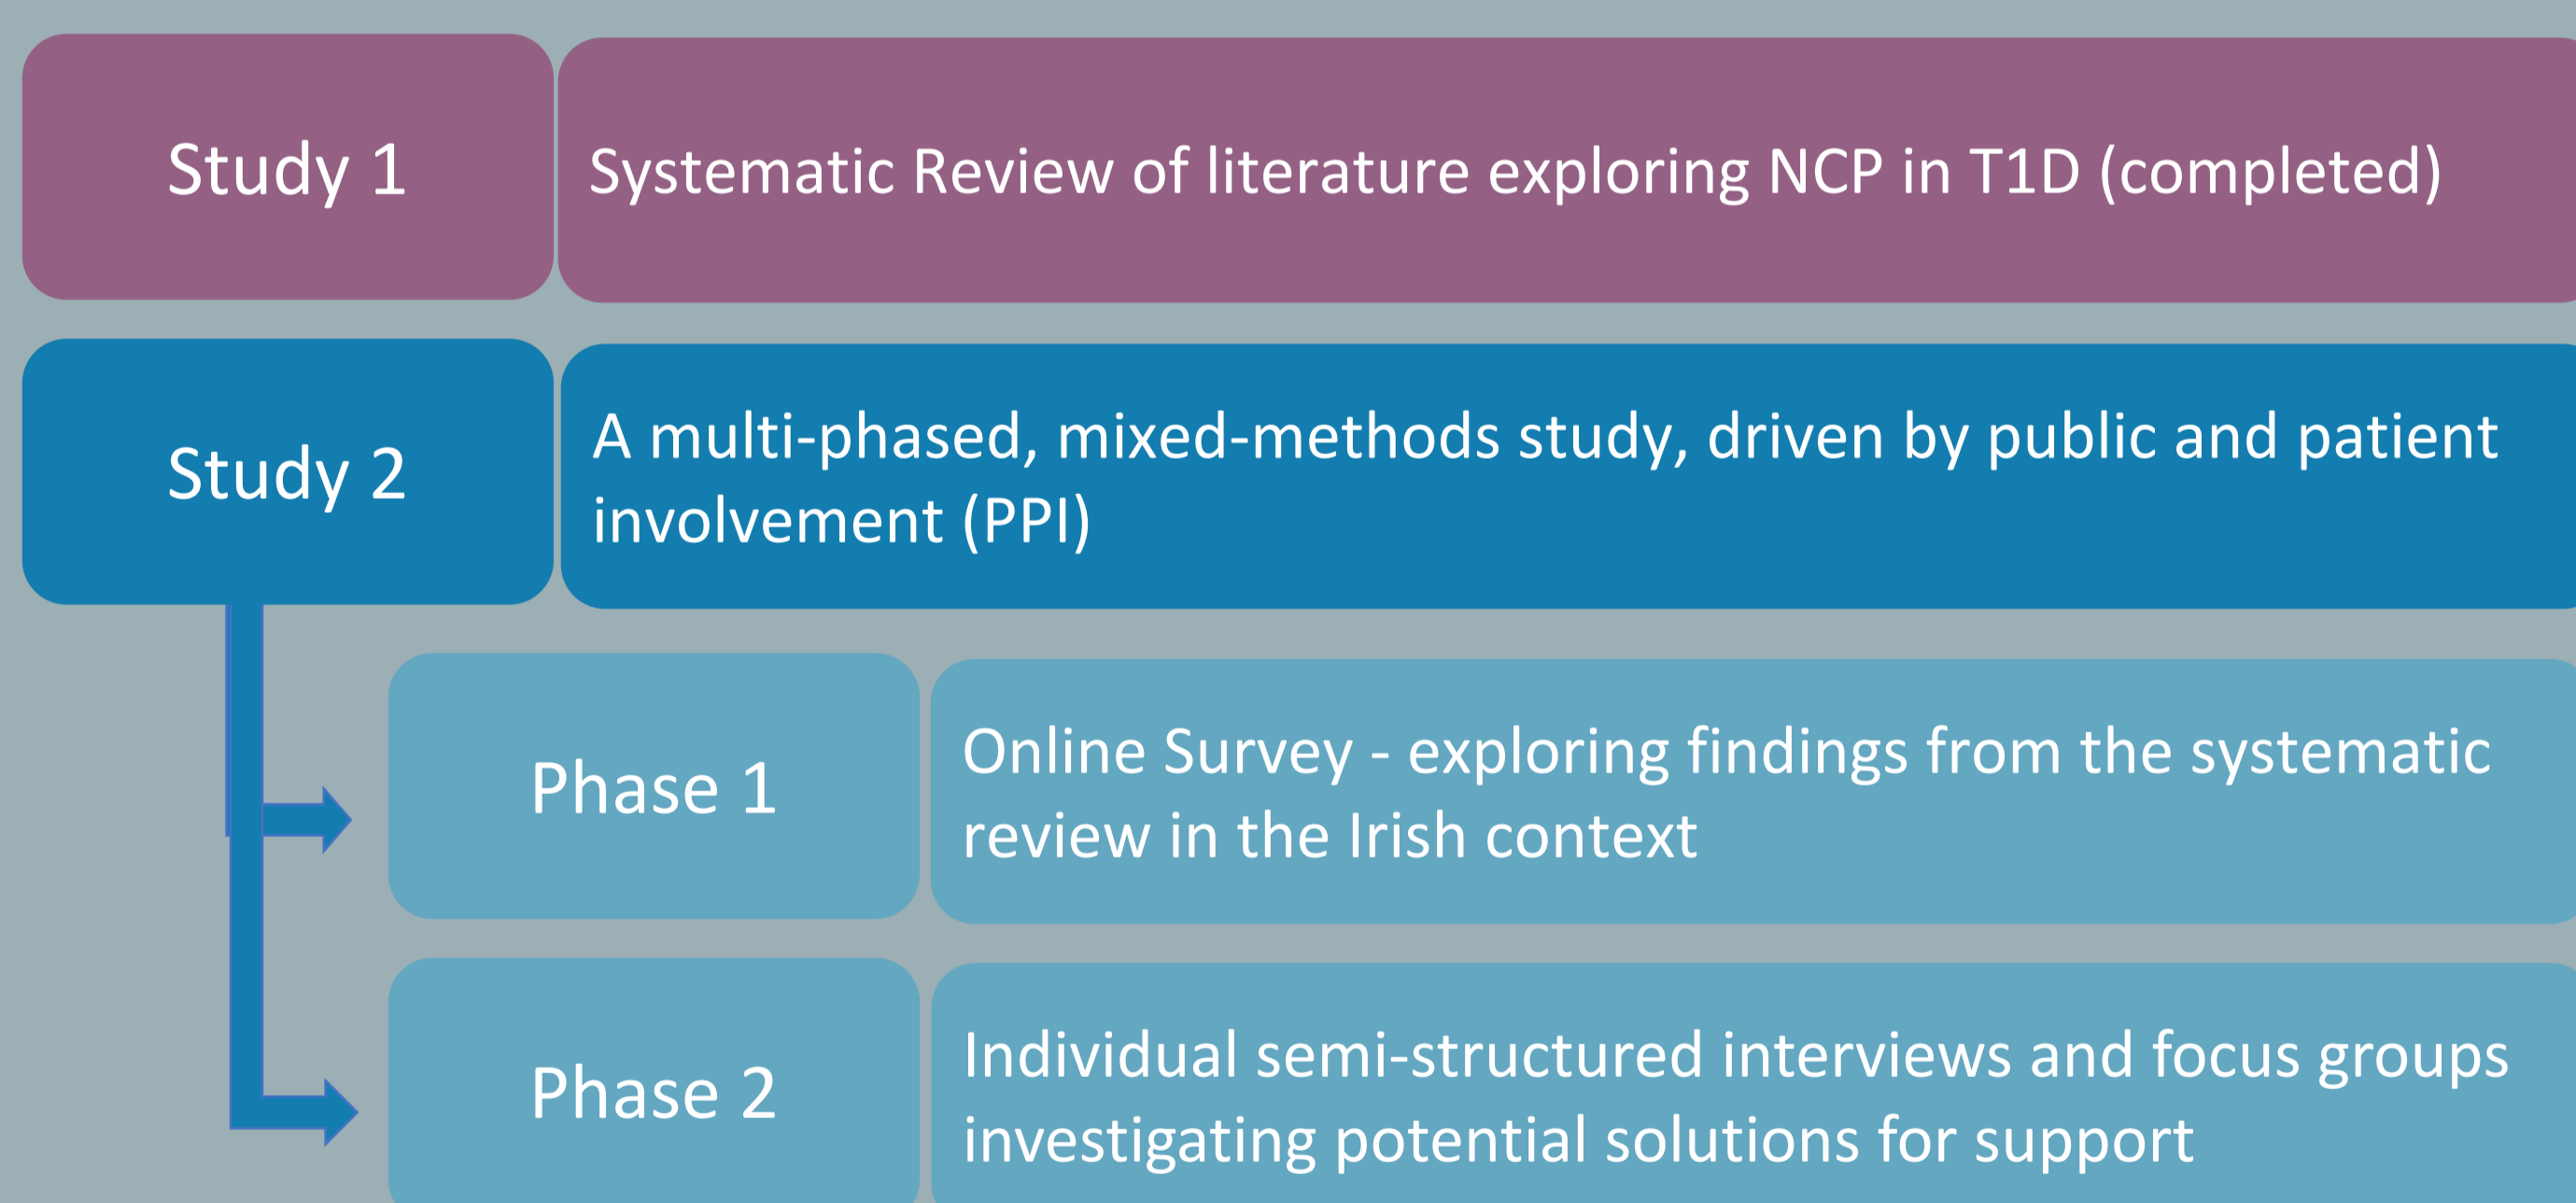 Study 1
Systematic Review of literature exploring NCP in T1D (completed)
Study 2
A multi-phased, mixed-methods study, driven by public and patient
involvement (PPI)
Phase 1
Online Survey - exploring findings from the systematic
review in the Irish context
Phase 2
Individual semi-structured interviews and focus groups
investigating potential solutions for support